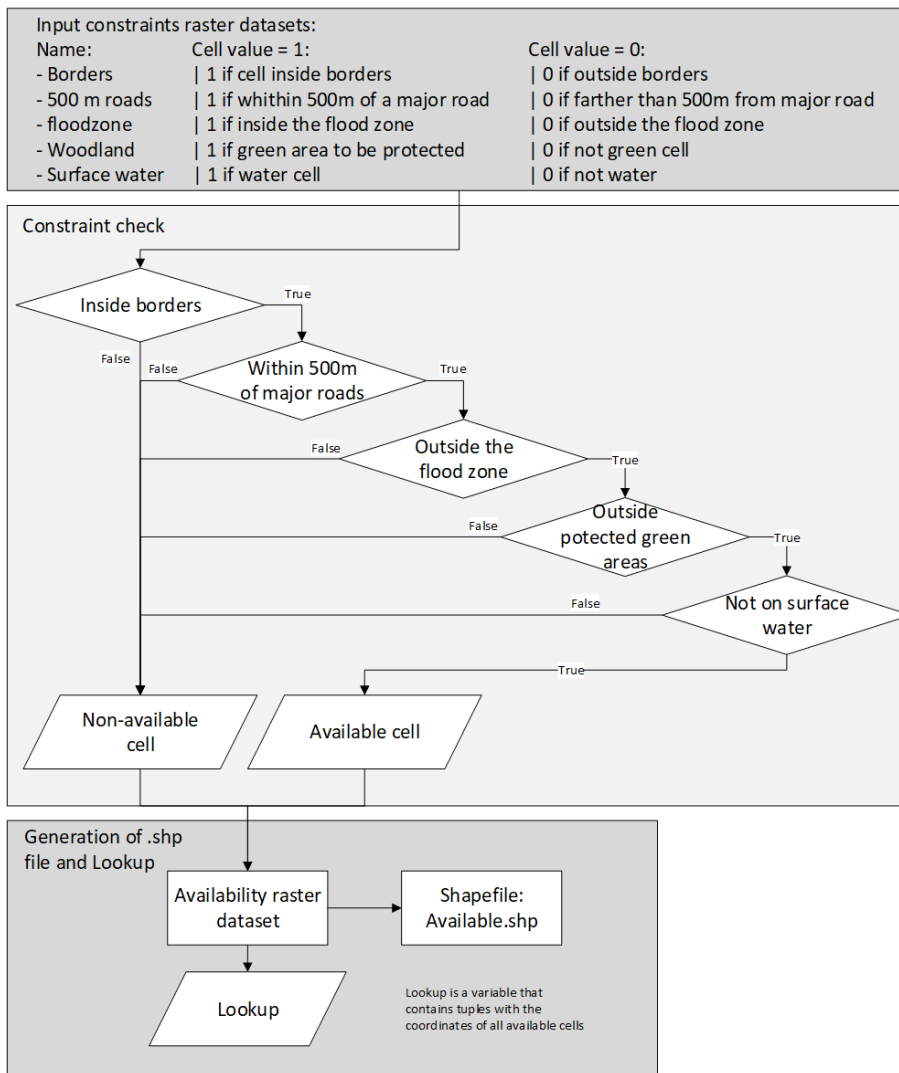 Input constraints raster datasets:
Name: Cell value = 1: Cell value = 0:
- Borders | 1 if cell inside borders | 0 if outside borders
- 500 m roads | 1 if whithin 500m of a major road | 0 if farther than 500m from major road
- floodzone | 1 if inside the flood zone | 0 if outside the flood zone
- Woodland | 1 if green area to be protected | 0 if not green cell
- Surface water | 1 if water cell | 0 if not water
Constraint check
Inside borders
True
False
Within 500m
of major roads
False
True
Outside the
flood zone
False
True
Outside
potected green
areas
False
True
Not on surface
water
False
True
Non-available
cell
Available cell
Generation of .shp
file and Lookup
Availability raster
dataset
Shapefile:
Available.shp
Lookup
Lookup is a variable that
contains tuples with the
coordinates of all available cells